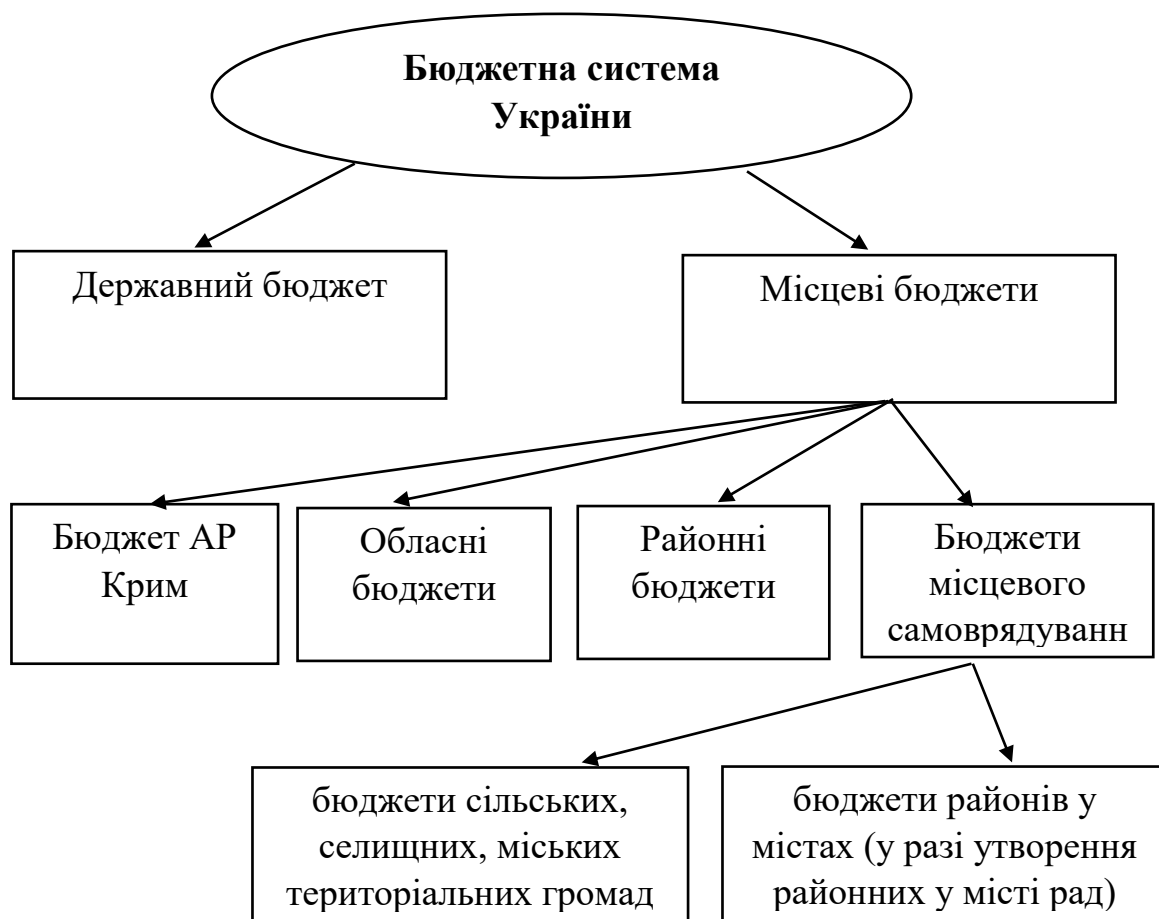 Бюджетна система
України
Державний бюджет
Місцеві бюджети
Бюджет АР
Крим
Обласні
бюджети
Районні
бюджети
Бюджети
місцевого
самоврядуванн
бюджети сільських,
селищних, міських
територіальних громад
бюджети районів у
містах (у разі утворення
районних у місті рад)